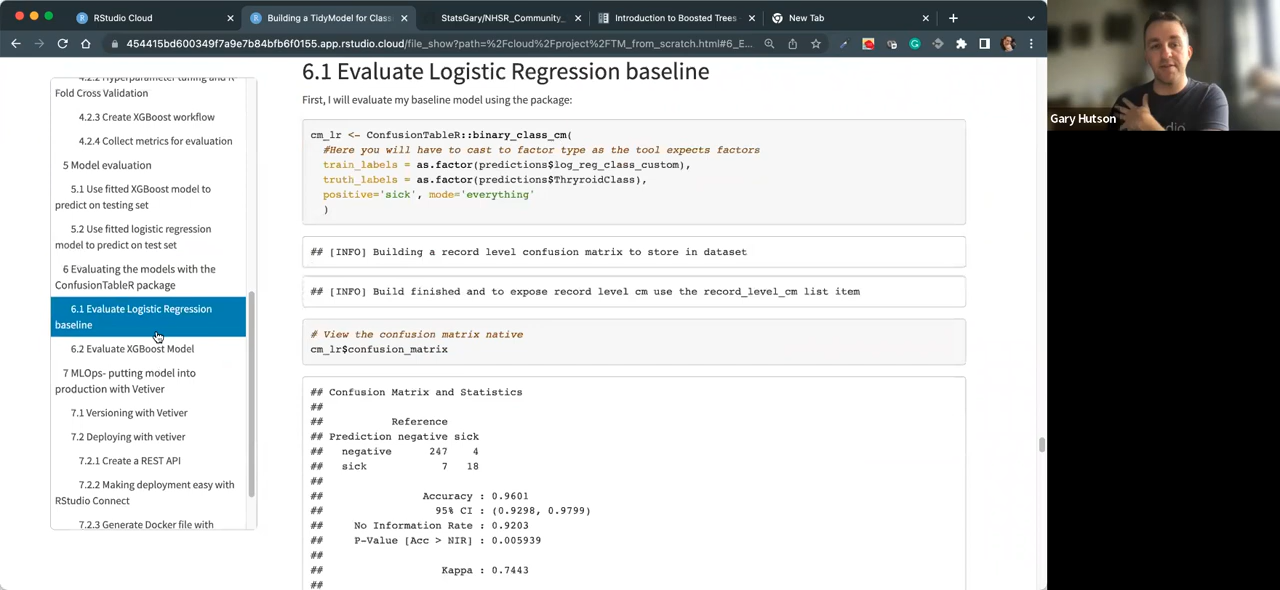 RStudio Cloud
Building a TidyModel for Class
StatsGary/NHSR_Community_
Introduction to Boosted Trees
New Tab
454415bd600349f7a9e7b84bfb6f0155.app.rstudio.cloud/file_show?path=%2Fcloud%2Fproject%2FTM_from_scratch.html#6_E...
4.2.2 Hyperparameter tuning and K
Fold Cross Validation
4.2.3 Create XGBoost workflow
4.2.4 Collect metrics for evaluation
5 Model evaluation
5.1 Use fitted XGBoost model to
predict on testing set
5.2 Use fitted logistic regression
model to predict on test set
6 Evaluating the models with the
ConfusionTableR package
6.1 Evaluate Logistic Regression
baseline
6.2 Evaluate XGBoost Model
7 MLOps- putting model into
production with Vetiver
7.1 Versioning with Vetiver
7.2 Deploying with vetiver
7.2.1 Create a REST API
7.2.2 Making deployment easy with
RStudio Connect
7.2.3 Generate Docker file with
6.1 Evaluate Logistic Regression baseline
First, I will evaluate my baseline model using the package:
cm_lr <- ConfusionTableR::binary_class_cm(
#Here you will have to cast to factor type as the tool expects factors
train_labels = as.factor(predictions$log_reg_class_custom),
truth_labels = as.factor(predictions$ThryroidClass),
positive='sick', mode='everything'
)
## [INFO] Building a record level confusion matrix to store in dataset
## [INFO] Build finished and to expose record level cm use the record_level_cm list item
# View the confusion matrix native
cm_lr$confusion_matrix
## Confusion Matrix and Statistics
##
## Reference
## Prediction negative sick
## negative 247 4
## sick 7 18
##
## Accuracy : 0.9601
## 95% CI : (0.9298, 0.9799)
## No Information Rate : 0.9203
## P-Value [Acc > NIR] : 0.005939
##
## Kappa : 0.7443
##
Gary Hutson